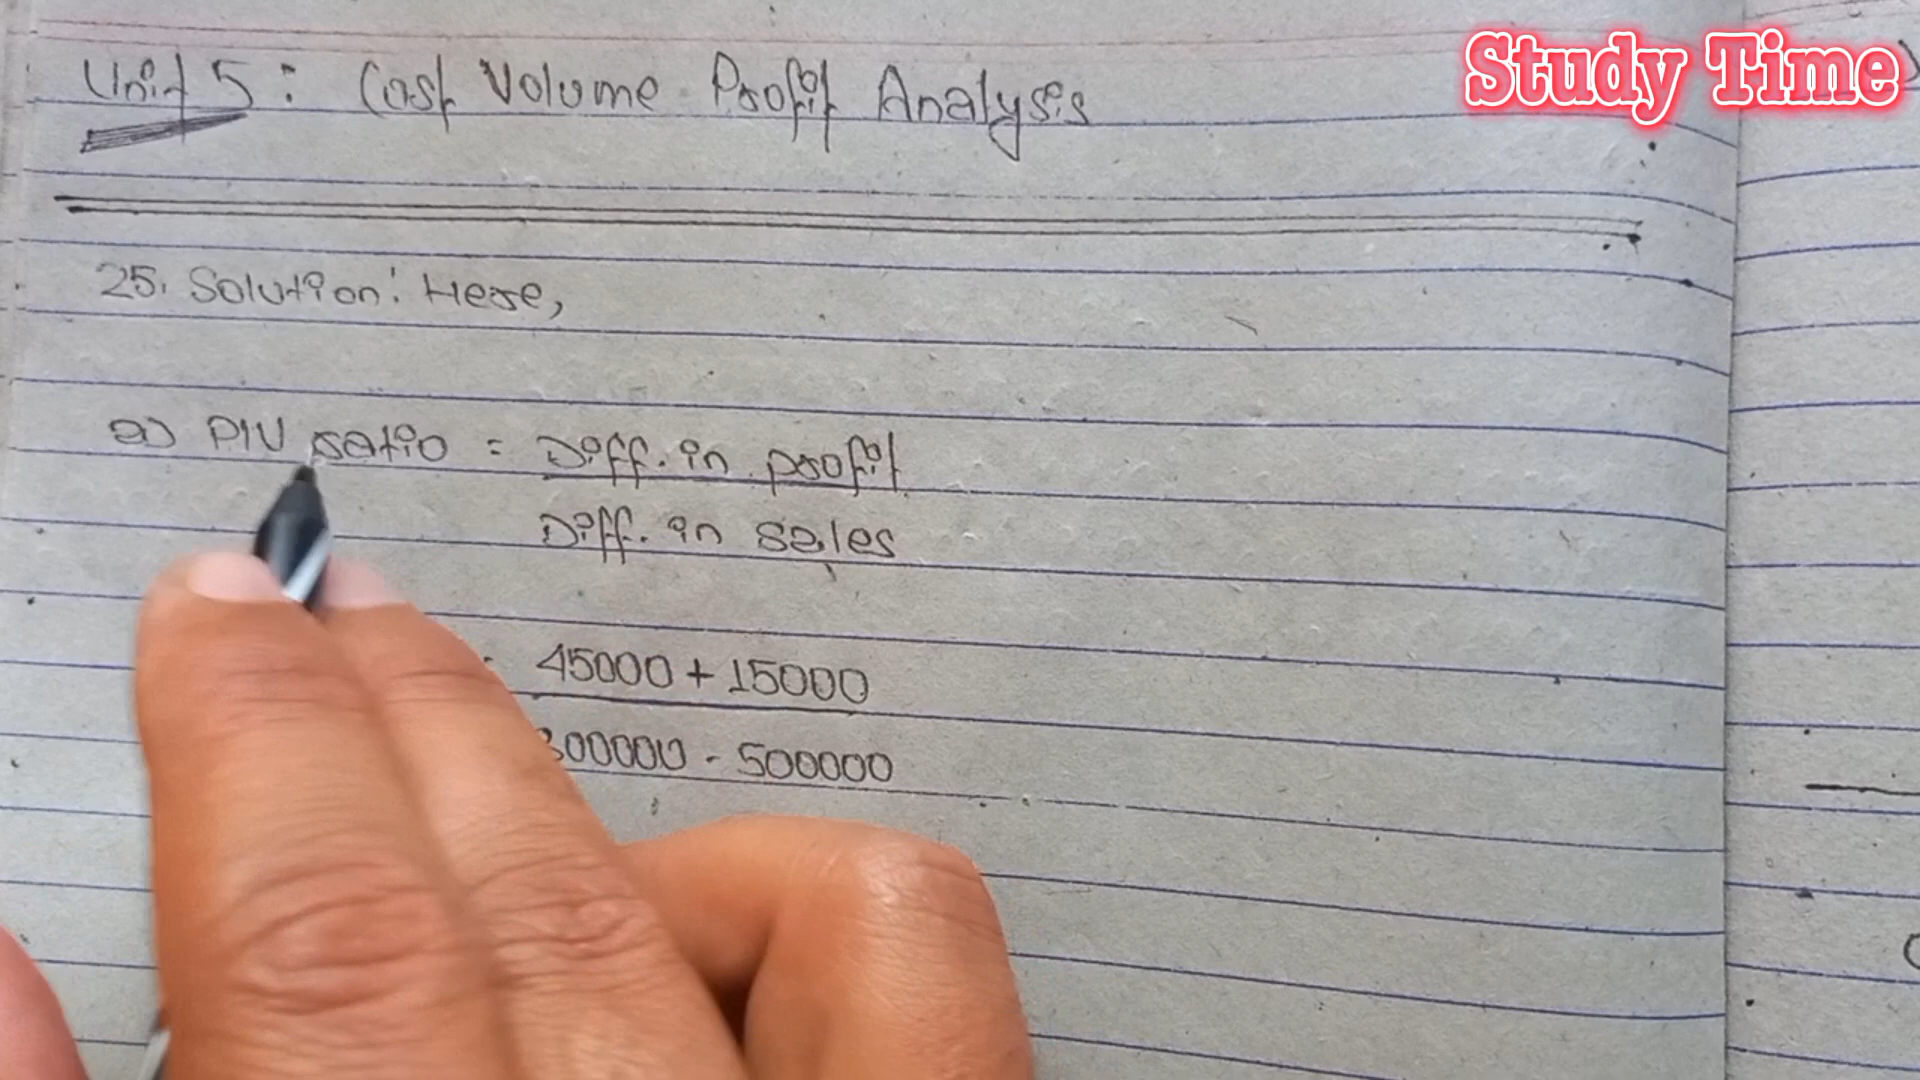 Study Time
Unit 5: Cost Volume Profit Analysis
25. Solution: Here,
a) P/V ratio = Diff. in profit
Diff. in sales
45000 + 15000
00000 - 500000